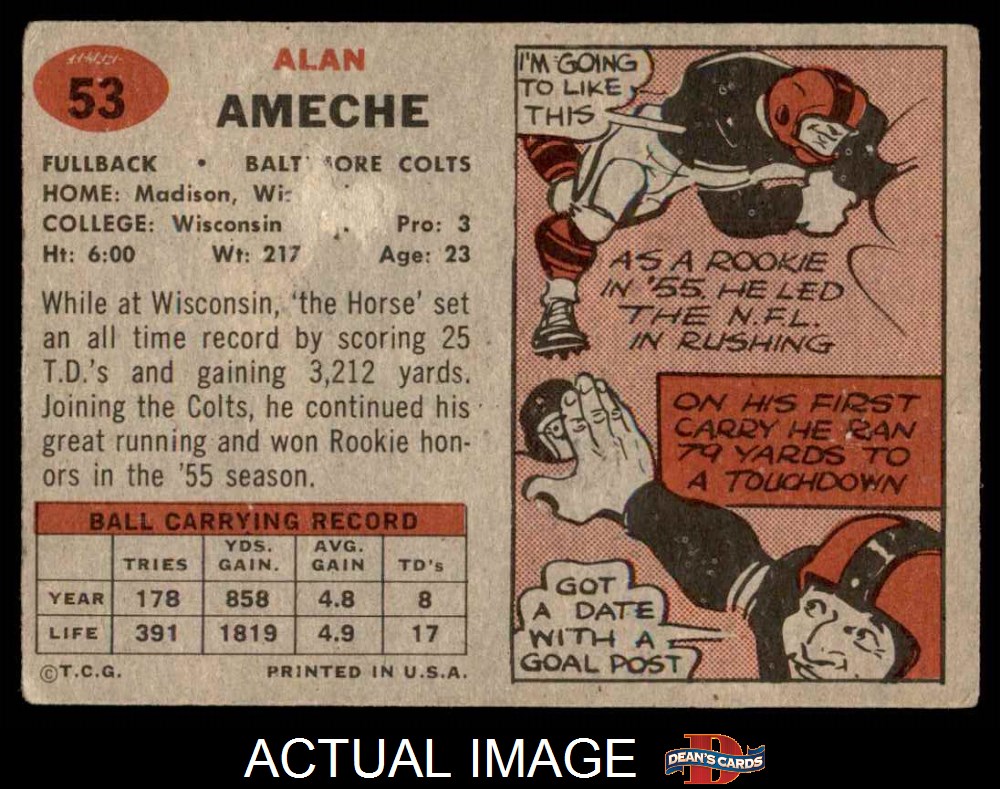 53
ALAN
AMECHE
FULLBACK • BALT ORE COLTS
HOME: Madison,
COLLEGE: Wisconsin Pro: 3
Ht: 6:00 Wt: 217 Age: 23
While at Wisconsin, 'the Horse' set
an all time record by scoring 25
T.D.'s and gaining 3,212 yards.
Joining the Colts, he continued his
great running and won Rookie hon-
ors in the '55 season.
BALL CARRYING RECORD
TRIES YDS. GAIN. AVG. GAIN TD's
YEAR 178 858 4.8 8
LIFE 391 1819 4.9 17
©T.C.G. PRINTED IN U.S.A.
I'M GOING
TO LIKE
THIS
AS A ROOKIE
IN '55 HE LED
THE N.F.L.
IN RUSHING
ON HIS FIRST
CARRY HE RAN
79 YARDS TO
A TOUCHDOWN
GOT
A DATE
WITH A
GOAL POST
ACTUAL IMAGE
D
DEAN'S CARDS